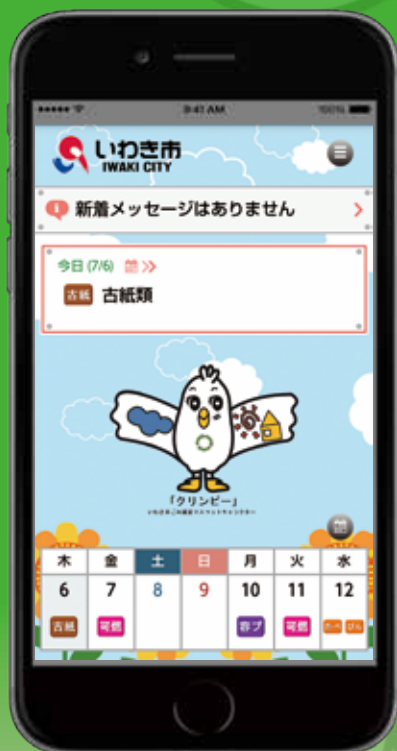 9:41 AM
100%
いわき市
IWAKI CITY
新着メッセージはありません
今日(7/6)
古紙 古紙類
「クリンピー」
木 金 土 日 月 火 水
6 7 8 9 10 11 12
古紙 可燃 容プ 可燃 びん